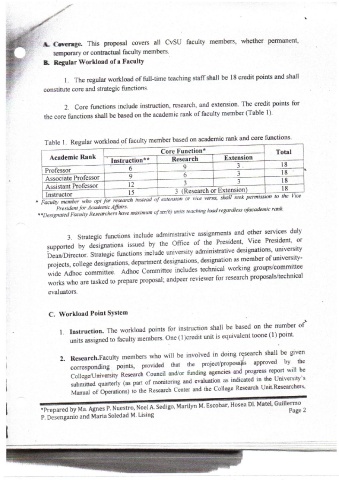 A. Coverage. This proposal covers all CvSU faculty members, whether permanent,
temporary or contractual faculty members.
B. Regular Workload of a Faculty
1. The regular workload of full-time teaching staff shall be 18 credit points and shall
constitute core and strategic functions.
2. Core functions include instruction, research, and extension. The credit points for
the core functions shall be based on the academic rank of faculty member (Table 1).
Table 1. Regular workload of faculty member based on academic rank and core functions.
Academic Rank Core Function* Total
Instruction** Research Extension
Professor 6 9 3 18
Associate Professor 9 6 3 18
Assistant Professor 12 3 3 18
Instructor 15 3 (Research or Extension) 18
* Faculty member who opt for research instead of extension or vice versa, shall seek permission to the Vice
President for Academic Affairs.
**Designated Faculty Researchers have maximum of units teaching load regardless ofacademic rank.
3. Strategic functions include administrative assignments and other services duly
supported by designations issued by the Office of the President, Vice President, or
Dean/Director. Strategic functions include university administrative designations, university
projects, college designations, department designations, designation as member of university-
wide Adhoc committee. Adhoc Committee includes technical working groups/committee
works who are tasked to prepare proposal; andpeer reviewer for research proposals/technical
evaluators.
C. Workload Point System
1. Instruction. The workload points for instruction shall be based on the number of
units assigned to faculty members. One (1)credit unit is equivalent toone (1) point.
2. Research.Faculty members who will be involved in doing research shall be given
corresponding points, provided that the project/proposal approved by the
College/University Research Council and/or funding agencies and progress report will be
submitted quarterly (as part of monitoring and evaluation as indicated in the University's
Manual of Operations) to the Research Center and the College Research Unit.Researchers,
*Prepared by Ms. Agnes P. Nuestro, Noel A. Sedigo, Marilyn M. Escobar, Hosea DL Matel, Guillermo
P. Desenganio and Maria Soledad M. Lising Page 2